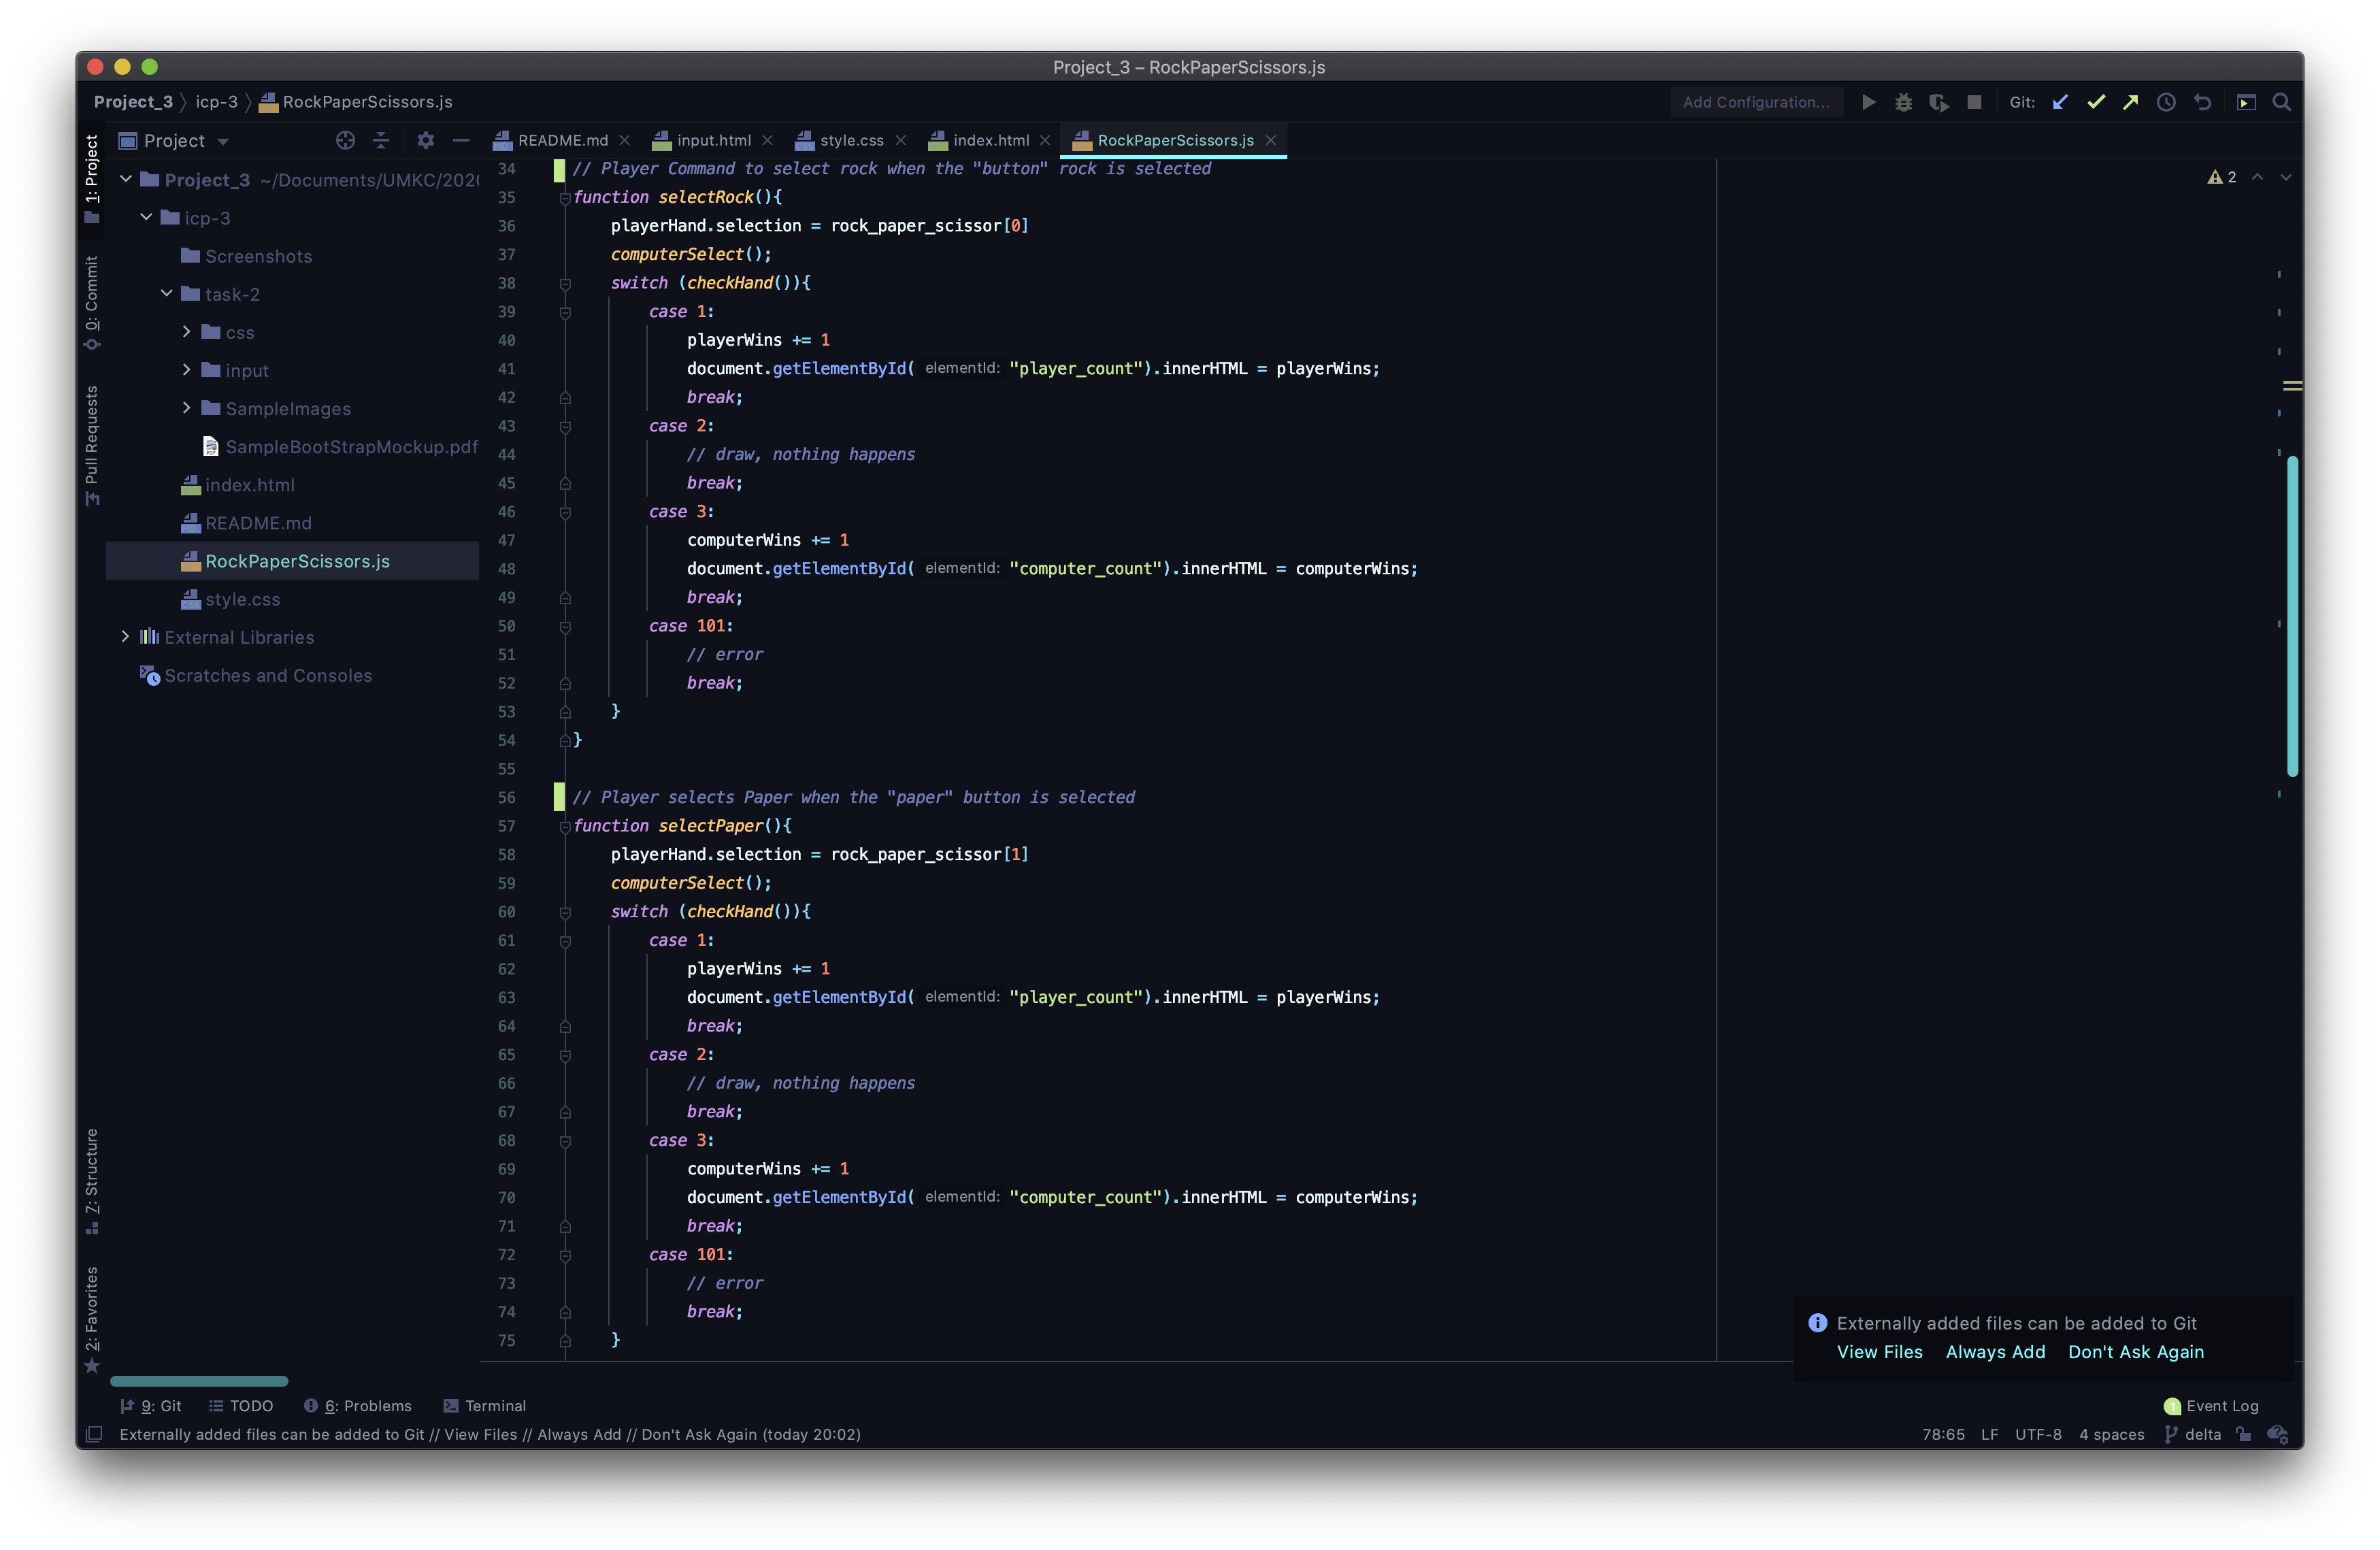 Project_3 – RockPaperScissors.js
Project_3 〉 icp-3 〉 RockPaperScissors.js
Add Configuration...
Git:
Project
README.md
input.html
style.css
index.html
RockPaperScissors.js
1: Project
0: Commit
Pull Requests
7: Structure
2: Favorites
Project_3 ~/Documents/UMKC/202
icp-3
Screenshots
task-2
css
input
SampleImages
SampleBootStrapMockup.pdf
index.html
README.md
RockPaperScissors.js
style.css
External Libraries
Scratches and Consoles
2
34 // Player Command to select rock when the "button" rock is selected
35 function selectRock(){
36 playerHand.selection = rock_paper_scissor[0]
37 computerSelect();
38 switch (checkHand()){
39 case 1:
40 playerWins += 1
41 document.getElementById( elementId: "player_count").innerHTML = playerWins;
42 break;
43 case 2:
44 // draw, nothing happens
45 break;
46 case 3:
47 computerWins += 1
48 document.getElementById( elementId: "computer_count").innerHTML = computerWins;
49 break;
50 case 101:
51 // error
52 break;
53 }
54 }
55
56 // Player selects Paper when the "paper" button is selected
57 function selectPaper(){
58 playerHand.selection = rock_paper_scissor[1]
59 computerSelect();
60 switch (checkHand()){
61 case 1:
62 playerWins += 1
63 document.getElementById( elementId: "player_count").innerHTML = playerWins;
64 break;
65 case 2:
66 // draw, nothing happens
67 break;
68 case 3:
69 computerWins += 1
70 document.getElementById( elementId: "computer_count").innerHTML = computerWins;
71 break;
72 case 101:
73 // error
74 break;
75 }
Externally added files can be added to Git
View Files Always Add Don't Ask Again
9: Git TODO 6: Problems Terminal
1 Event Log
Externally added files can be added to Git // View Files // Always Add // Don't Ask Again (today 20:02)
78:65 LF UTF-8 4 spaces delta